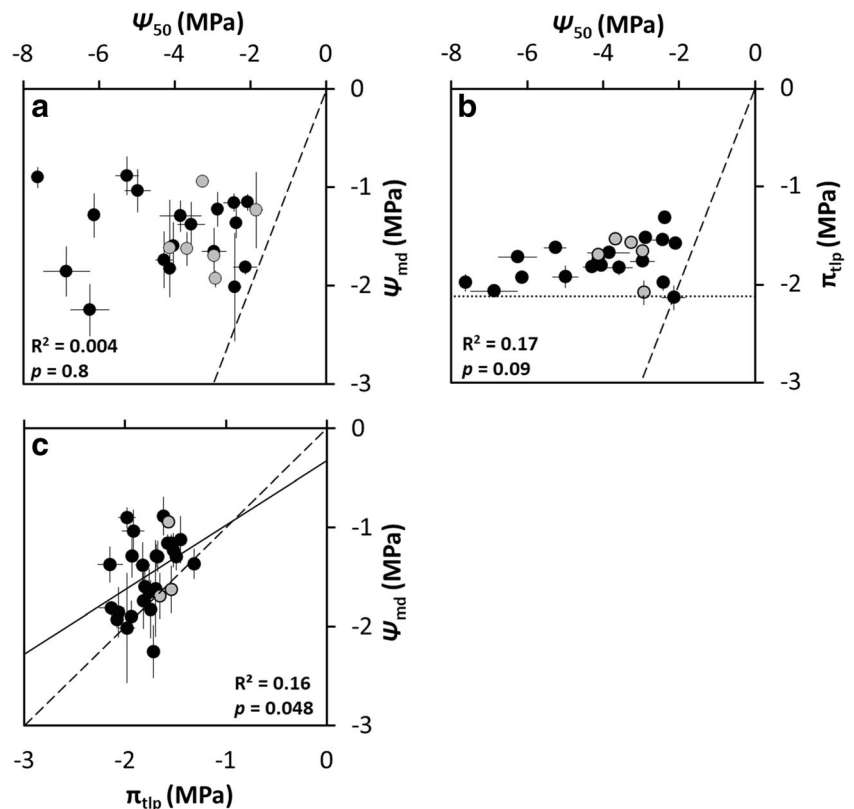 Ψ50 (MPa)
-8 -6 -4 -2 0
a
0
-1
-2
-3
Ψmd (MPa)
R² = 0.004
p = 0.8
Ψ50 (MPa)
-8 -6 -4 -2 0
b
0
-1
-2
-3
πtlp (MPa)
R² = 0.17
p = 0.09
c
0
-1
-2
-3
Ψmd (MPa)
R² = 0.16
p = 0.048
-3 -2 -1 0
πtlp (MPa)